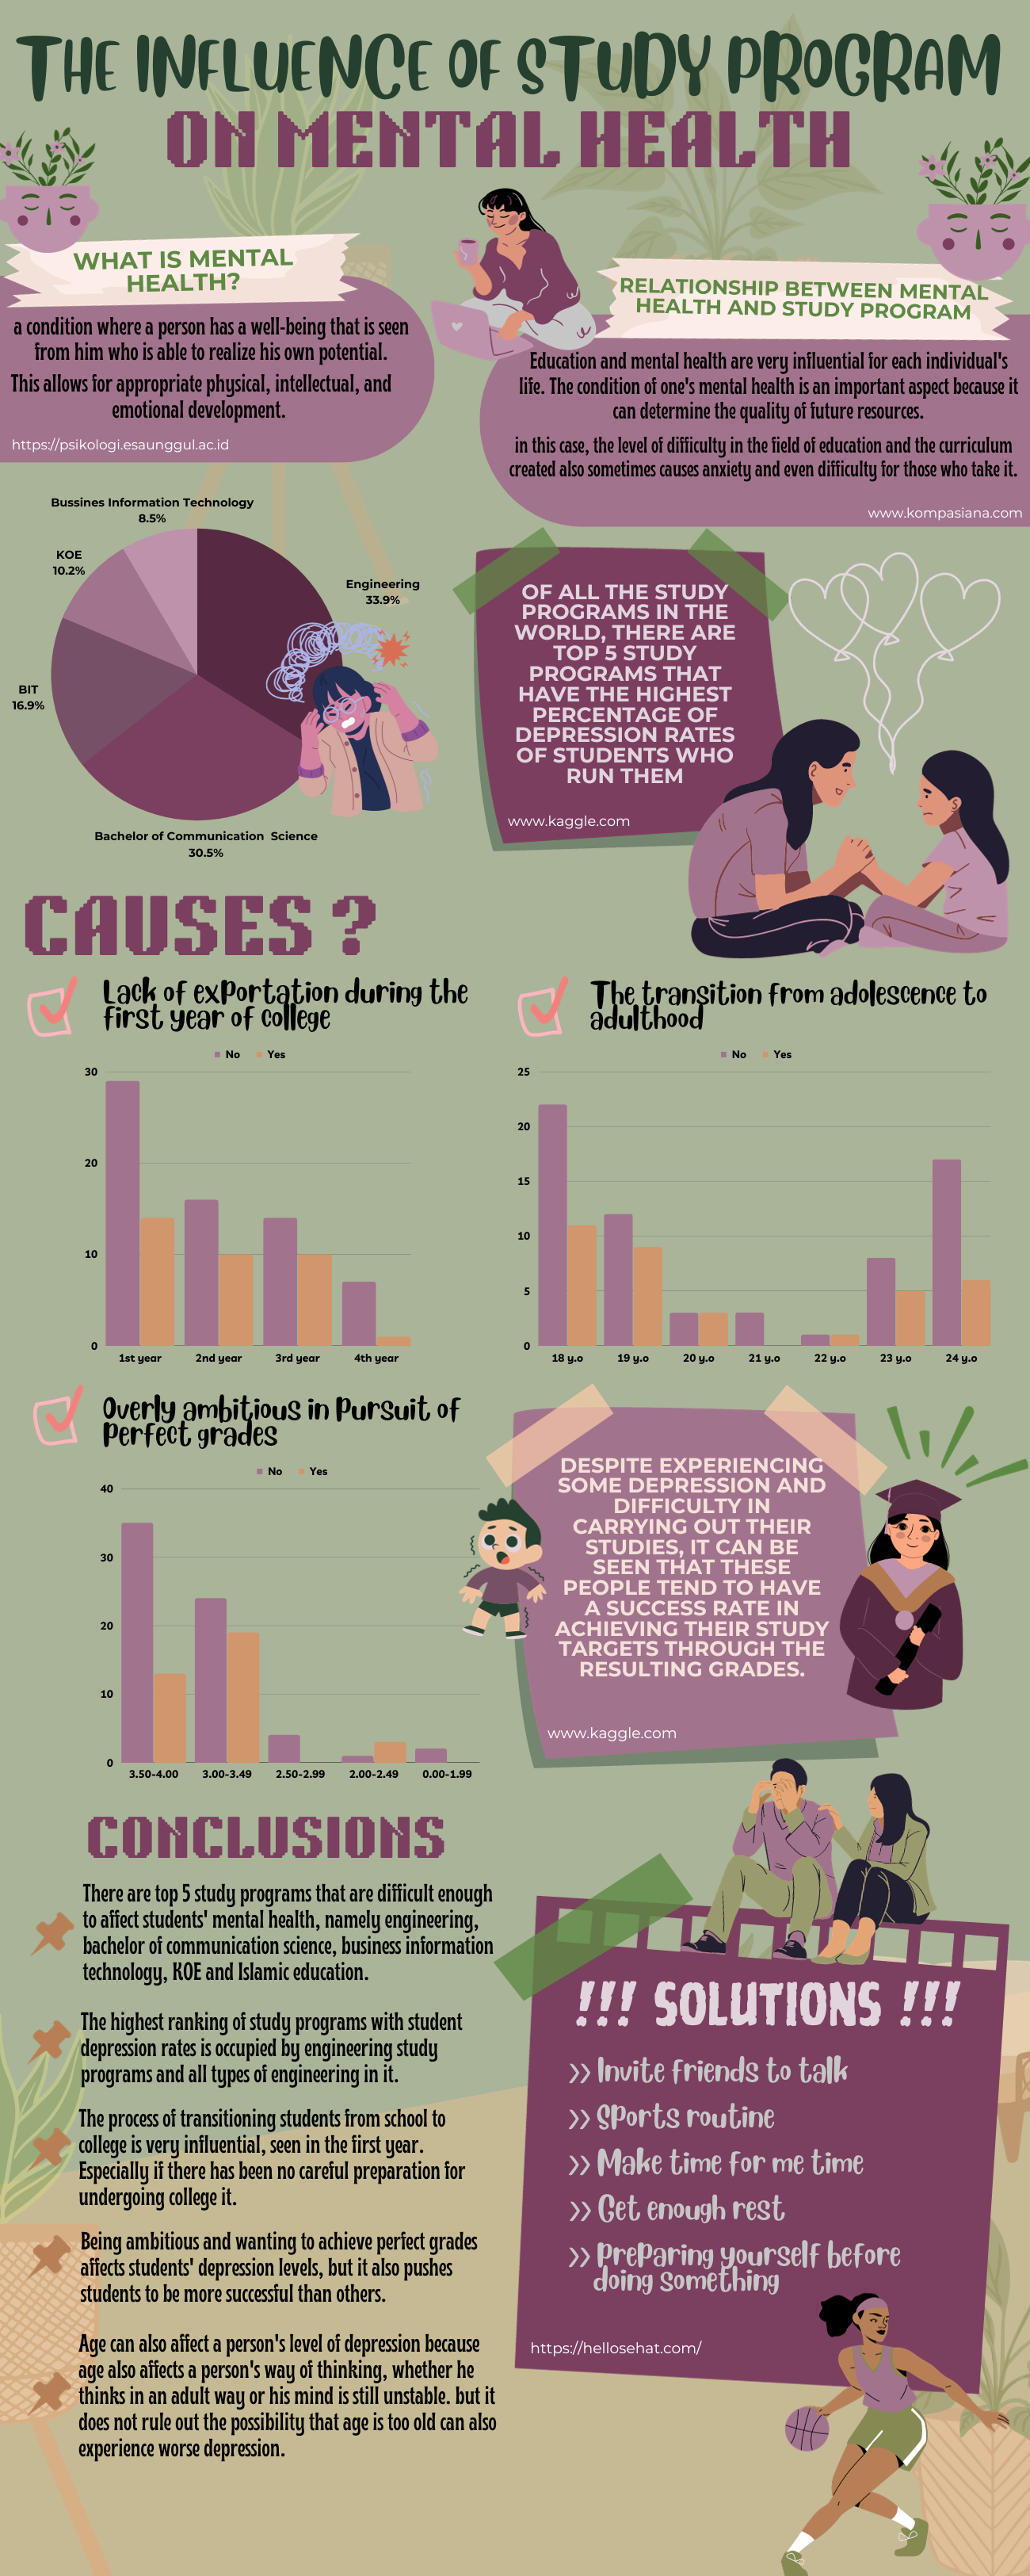 THE INFLUENCE OF STUDY PROGRAM
ON MENTAL HEALTH
WHAT IS MENTAL
HEALTH?
a condition where a person has a well-being that is seen
from him who is able to realize his own potential.
This allows for appropriate physical, intellectual, and
emotional development.
https://psikologi.esaunggul.ac.id
RELATIONSHIP BETWEEN MENTAL
HEALTH AND STUDY PROGRAM
Education and mental health are very influential for each individual's
life. The condition of one's mental health is an important aspect because it
can determine the quality of future resources.
in this case, the level of difficulty in the field of education and the curriculum
created also sometimes causes anxiety and even difficulty for those who take it.
www.kompasiana.com
Bussines Information Technology
8.5%
KOE
10.2%
Engineering
33.9%
BIT
16.9%
Bachelor of Communication Science
30.5%
OF ALL THE STUDY
PROGRAMS IN THE
WORLD, THERE ARE
TOP 5 STUDY
PROGRAMS THAT
HAVE THE HIGHEST
PERCENTAGE OF
DEPRESSION RATES
OF STUDENTS WHO
RUN THEM
www.kaggle.com
CAUSES ?
Lack of exportation during the
first year of college
No Yes
30
20
10
0
1st year 2nd year 3rd year 4th year
The transition from adolescence to
adulthood
No Yes
25
20
15
10
5
0
18 y.o 19 y.o 20 y.o 21 y.o 22 y.o 23 y.o 24 y.o
Overly ambitious in Pursuit of
Perfect grades
No Yes
40
30
20
10
0
3.50-4.00 3.00-3.49 2.50-2.99 2.00-2.49 0.00-1.99
DESPITE EXPERIENCING
SOME DEPRESSION AND
DIFFICULTY IN
CARRYING OUT THEIR
STUDIES, IT CAN BE
SEEN THAT THESE
PEOPLE TEND TO HAVE
A SUCCESS RATE IN
ACHIEVING THEIR STUDY
TARGETS THROUGH THE
RESULTING GRADES.
www.kaggle.com
CONCLUSIONS
There are top 5 study programs that are difficult enough
to affect students' mental health, namely engineering,
bachelor of communication science, business information
technology, KOE and Islamic education.
The highest ranking of study programs with student
depression rates is occupied by engineering study
programs and all types of engineering in it.
The process of transitioning students from school to
college is very influential, seen in the first year.
Especially if there has been no careful preparation for
undergoing college it.
Being ambitious and wanting to achieve perfect grades
affects students' depression levels, but it also pushes
students to be more successful than others.
Age can also affect a person's level of depression because
age also affects a person's way of thinking, whether he
thinks in an adult way or his mind is still unstable. but it
does not rule out the possibility that age is too old can also
experience worse depression.
!!! SOLUTIONS !!!
>> Invite friends to talk
>> Sports routine
>> Make time for me time
>> Get enough rest
>> Preparing yourself before
doing something
https://hellosehat.com/